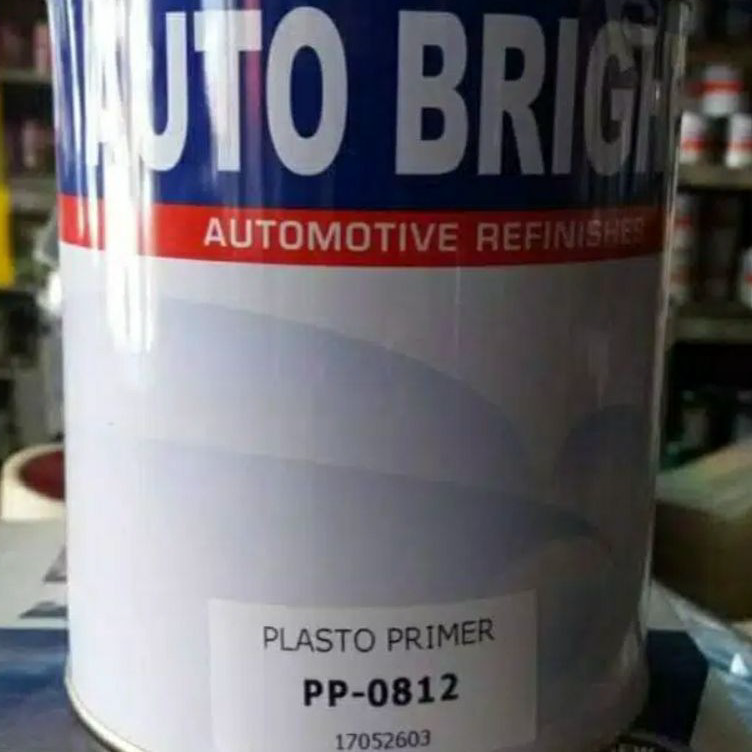 AUTO BRIGH
AUTOMOTIVE REFINISHES
PLASTO PRIMER
PP-0812
17052603